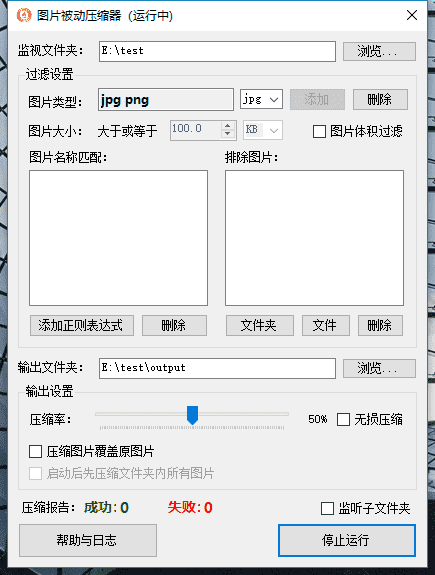 图片被动压缩器（运行中）
监视文件夹： E:\test 浏览...
过滤设置
图片类型： jpg png jpg 添加 删除
图片大小： 大于或等于 100.0 KB 图片体积过滤
图片名称匹配： 排除图片：
添加正则表达式 删除 文件夹 文件 删除
输出文件夹： E:\test\output 浏览...
输出设置
压缩率： 50% 无损压缩
压缩图片覆盖原图片
启动后先压缩文件夹内所有图片
压缩报告： 成功：0 失败：0 监听子文件夹
帮助与日志 停止运行